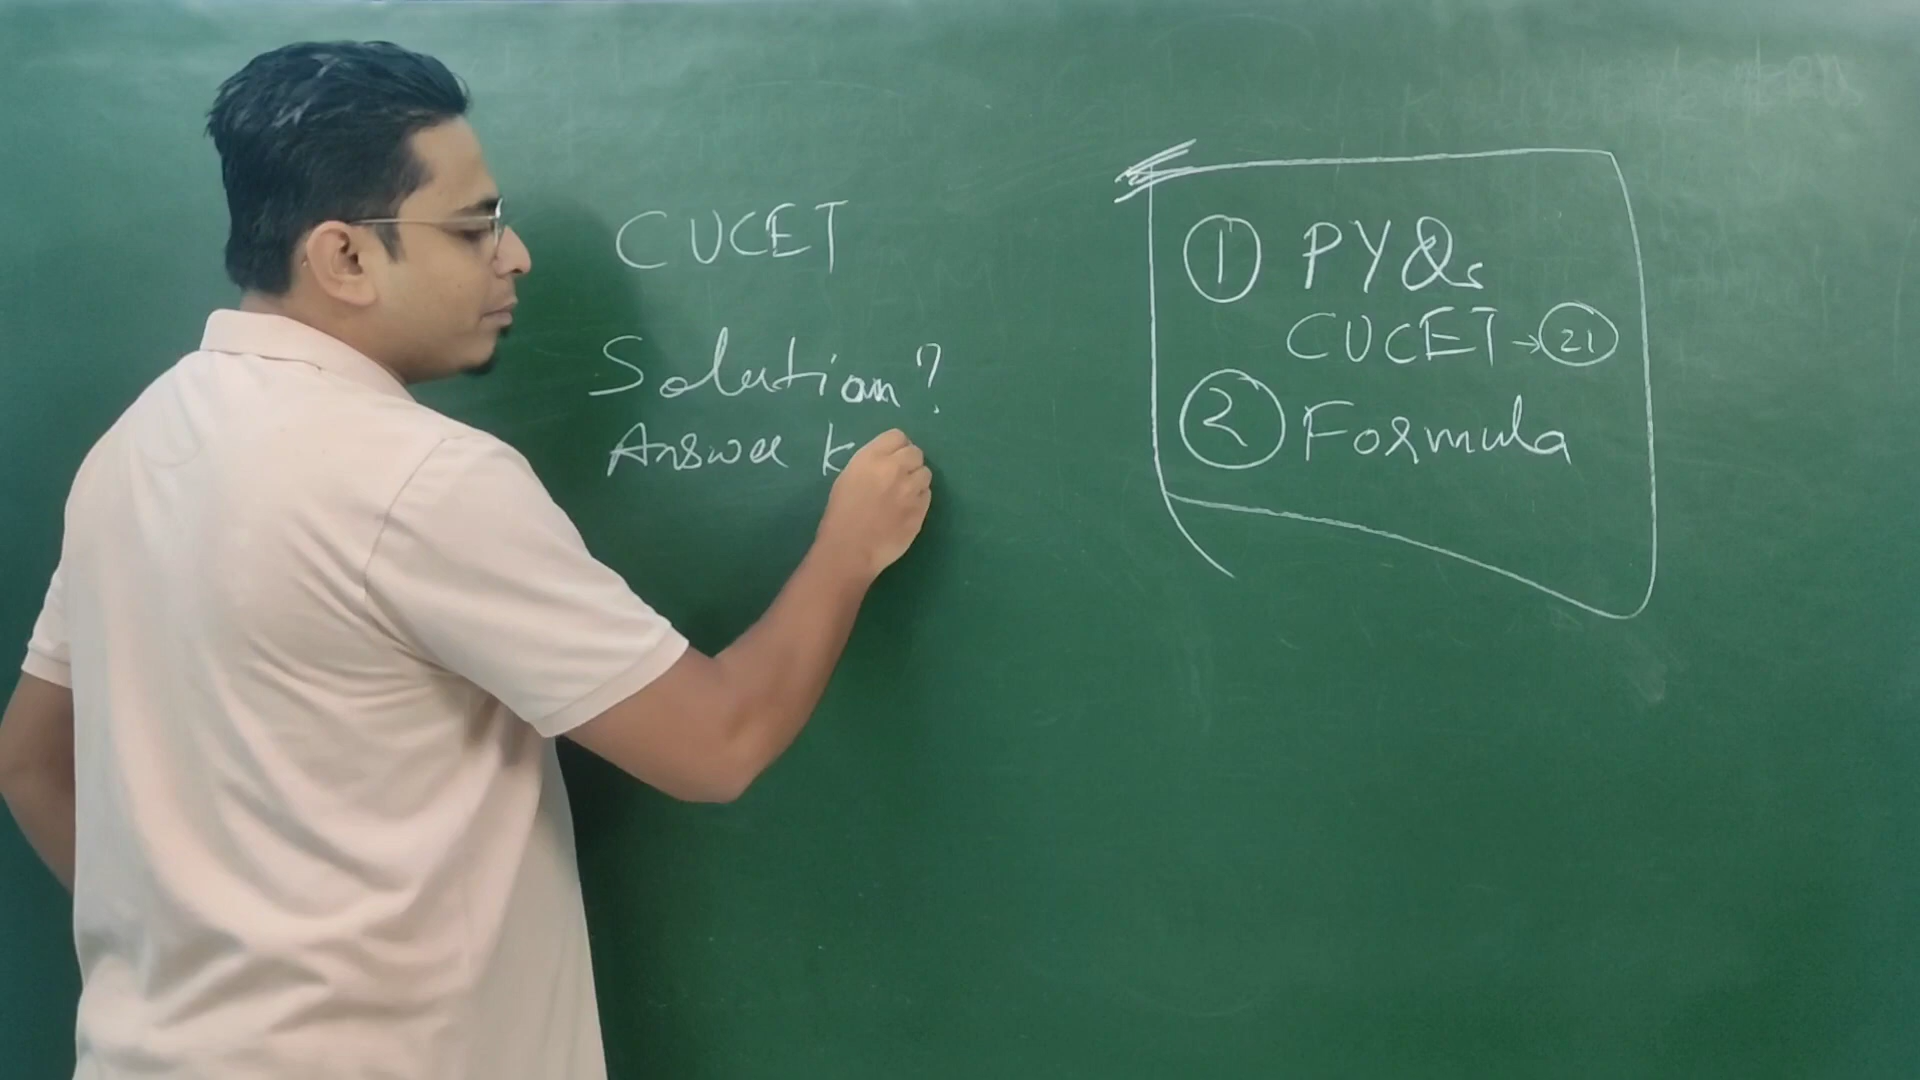 CUCET
Solution?
Answer K
① PYQs
CUCET → 21
② Formula